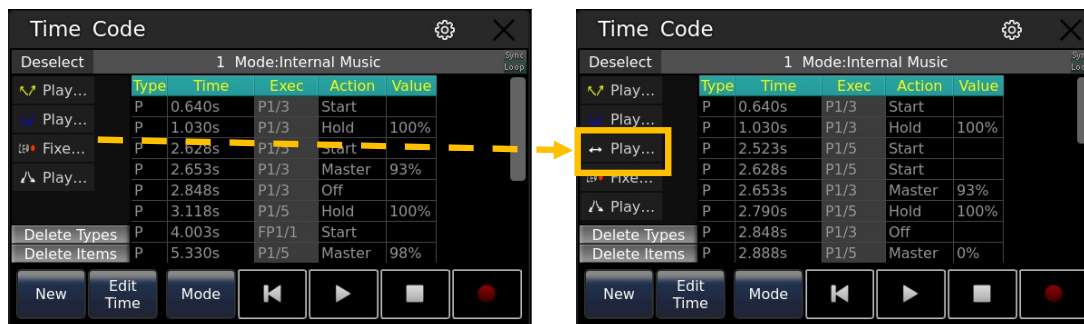 Time Code
Deselect 1 Mode:Internal Music Sync Loop
Play... Type Time Exec Action Value
P 0.640s P1/3 Start
Play... P 1.030s P1/3 Hold 100%
Fixe... P 2.628s P1/5 Start
P 2.653s P1/3 Master 93%
Play... P 2.848s P1/3 Off
P 3.118s P1/5 Hold 100%
Delete Types P 4.003s FP1/1 Start
Delete Items P 5.330s P1/5 Master 98%
New Edit Time Mode
Time Code
Deselect 1 Mode:Internal Music
Play... Type Time Exec Action Value
P 0.640s P1/3 Start
Play... P 1.030s P1/3 Hold 100%
Play... P 2.523s P1/5 Start
P 2.628s P1/5 Start
Fixe... P 2.653s P1/3 Master 93%
Play... P 2.790s P1/5 Hold 100%
Delete Types P 2.848s P1/3 Off
Delete Items P 2.888s P1/5 Master 0%
New Edit Time Mode